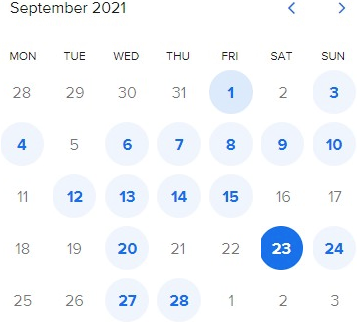 September 2021
MON TUE WED THU FRI SAT SUN
28 29 30 31 1 2 3
4 5 6 7 8 9 10
11 12 13 14 15 16 17
18 19 20 21 22 23 24
25 26 27 28 1 2 3